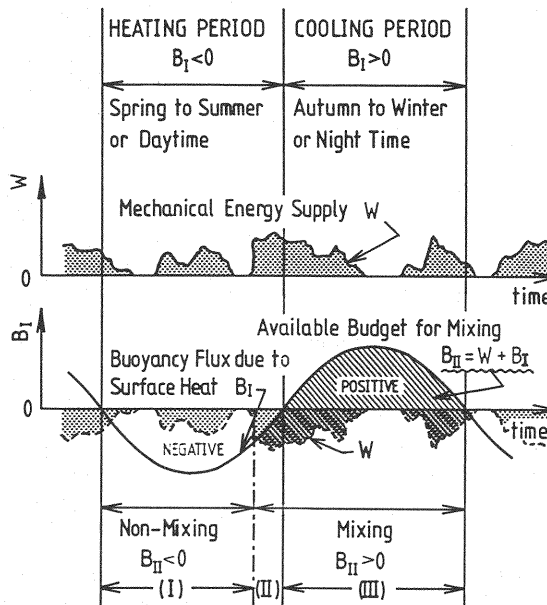 HEATING PERIOD
B_I<0
COOLING PERIOD
B_I>0
Spring to Summer
or Daytime
Autumn to Winter
or Night Time
W
Mechanical Energy Supply W
0
time
B_I
Available Budget for Mixing
Buoyancy Flux due to
Surface Heat B_I
B_II = W + B_I
POSITIVE
0
time
NEGATIVE
W
Non-Mixing
B_II<0
Mixing
B_II>0
(I)
(II)
(III)